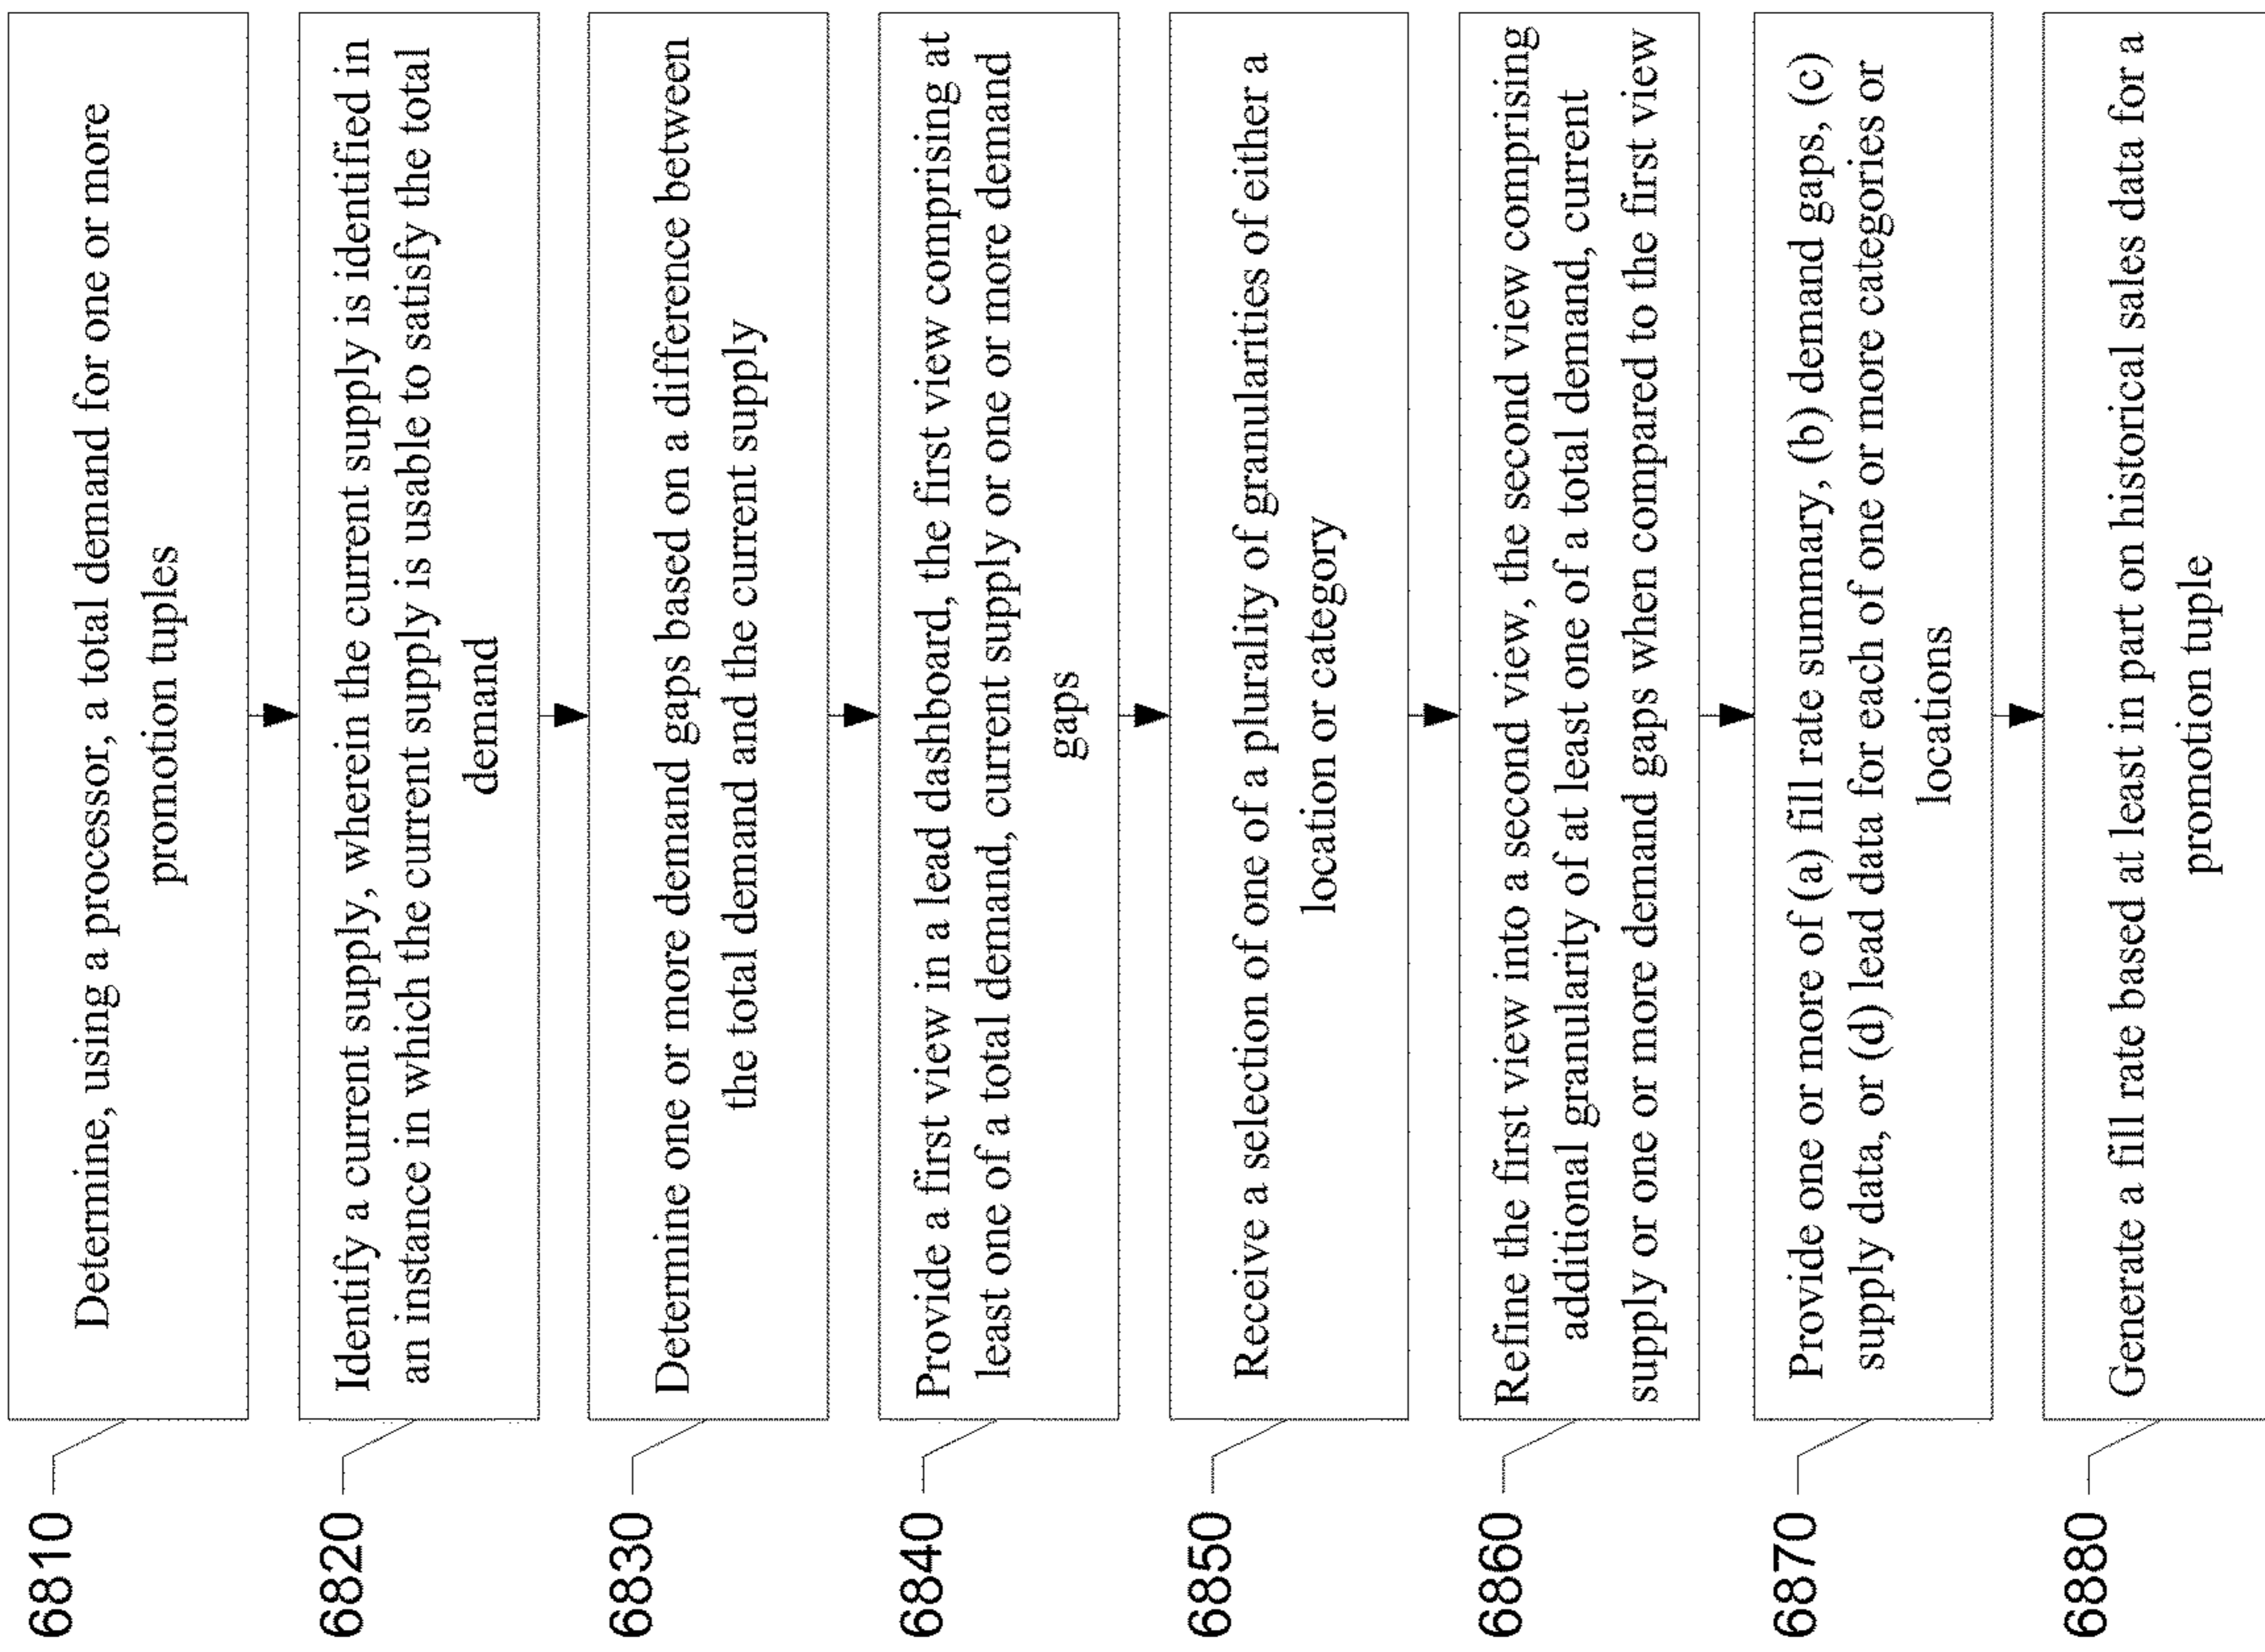 6810
Determine, using a processor, a total demand for one or more
promotion tuples
6820
Identify a current supply, wherein the current supply is identified in
an instance in which the current supply is usable to satisfy the total
demand
6830
Determine one or more demand gaps based on a difference between
the total demand and the current supply
6840
Provide a first view in a lead dashboard, the first view comprising at
least one of a total demand, current supply or one or more demand
gaps
6850
Receive a selection of one of a plurality of granularities of either a
location or category
6860
Refine the first view into a second view, the second view comprising
additional granularity of at least one of a total demand, current
supply or one or more demand gaps when compared to the first view
6870
Provide one or more of (a) fill rate summary, (b) demand gaps, (c)
supply data, or (d) lead data for each of one or more categories or
locations
6880
Generate a fill rate based at least in part on historical sales data for a
promotion tuple